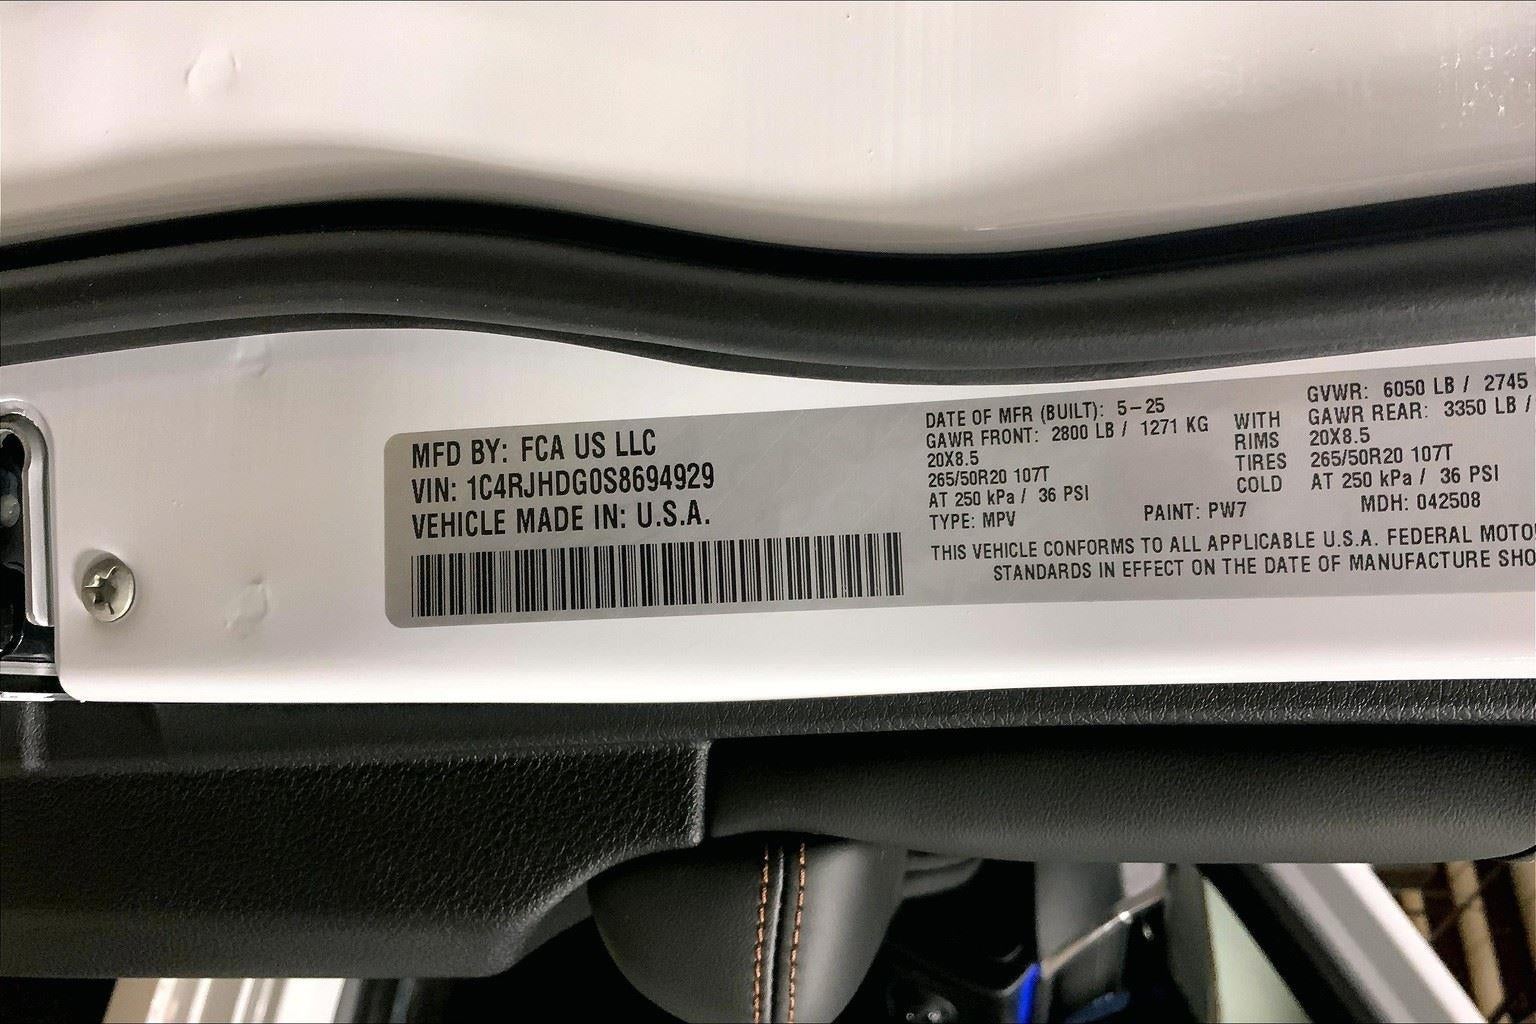 MFD BY: FCA US LLC
VIN: 1C4RJHDG0S8694929
VEHICLE MADE IN: U.S.A.
DATE OF MFR (BUILT): 5-25 GVWR: 6050 LB / 2745
GAWR FRONT: 2800 LB / 1271 KG WITH GAWR REAR: 3350 LB /
20X8.5 RIMS 20X8.5
265/50R20 107T TIRES 265/50R20 107T
AT 250 kPa / 36 PSI COLD AT 250 kPa / 36 PSI
TYPE: MPV PAINT: PW7 MDH: 042508
THIS VEHICLE CONFORMS TO ALL APPLICABLE U.S.A. FEDERAL MOTO
STANDARDS IN EFFECT ON THE DATE OF MANUFACTURE SHO